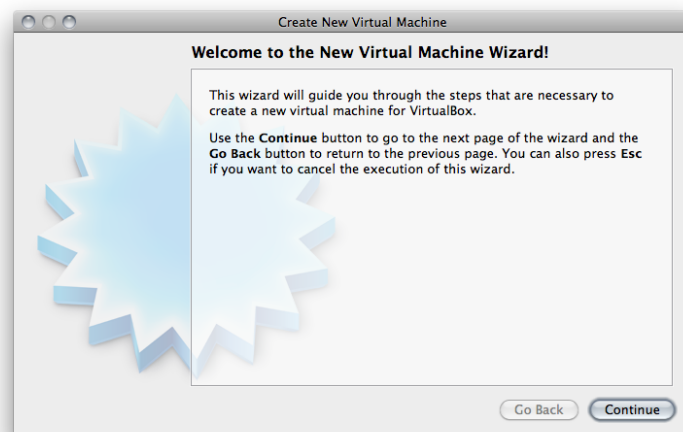 Create New Virtual Machine
Welcome to the New Virtual Machine Wizard!
This wizard will guide you through the steps that are necessary to
create a new virtual machine for VirtualBox.
Use the Continue button to go to the next page of the wizard and the
Go Back button to return to the previous page. You can also press Esc
if you want to cancel the execution of this wizard.
Go Back Continue